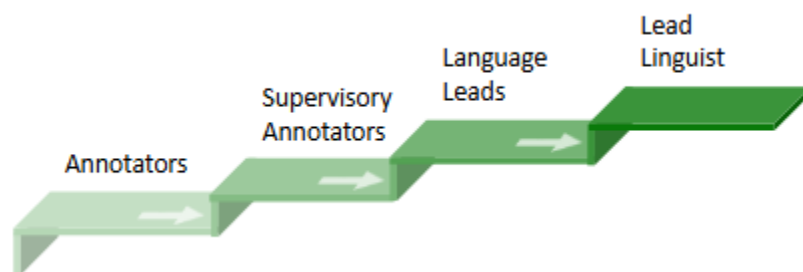 Annotators
Supervisory
Annotators
Language
Leads
Lead
Linguist